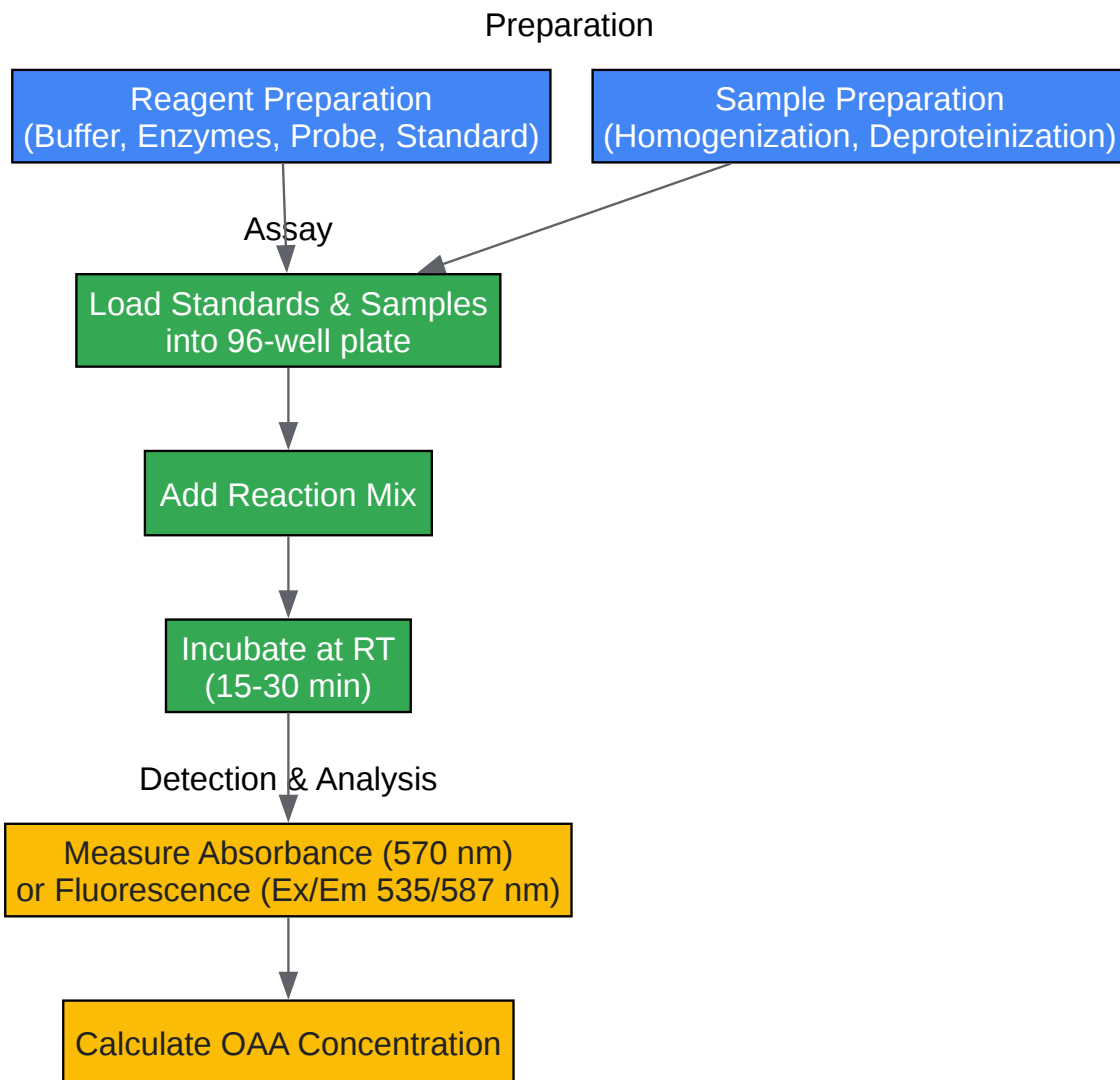 Preparation
Reagent Preparation
(Buffer, Enzymes, Probe, Standard)
Sample Preparation
(Homogenization, Deproteinization)
Assay
Load Standards & Samples
into 96-well plate
Add Reaction Mix
Incubate at RT
(15-30 min)
Detection & Analysis
Measure Absorbance (570 nm)
or Fluorescence (Ex/Em 535/587 nm)
Calculate OAA Concentration